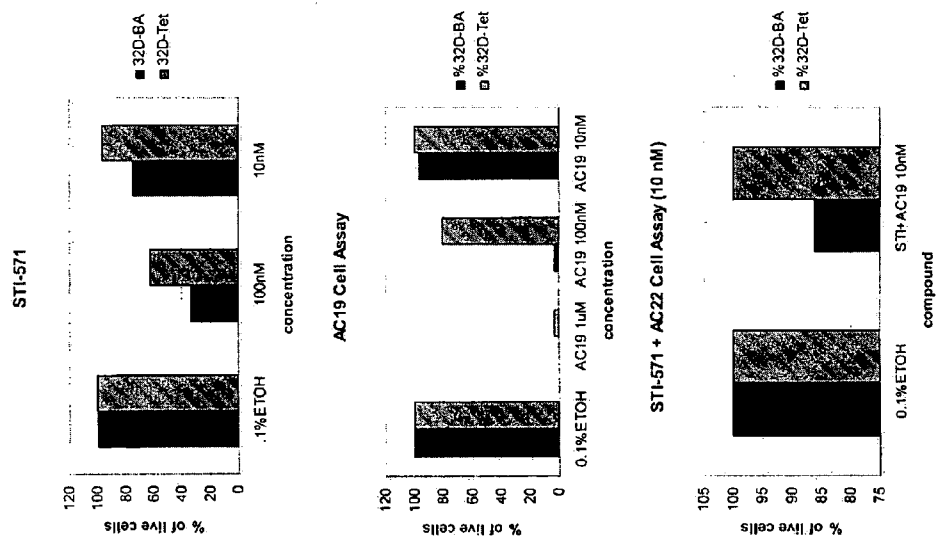 STI-571
120
100
80
60
40
20
0
% of live cells
.1%ETOH
100nM
10nM
concentration
32D-BA
32D-Tet
AC19 Cell Assay
120
100
80
60
40
20
0
% of live cells
0.1%ETOH
AC19 1uM
AC19 100nM
AC19 10nM
concentration
%32D-BA
%32D-Tet
STI-571 + AC22 Cell Assay (10 nM)
105
100
95
90
85
80
75
% of live cells
0.1%ETOH
STI+AC19 10nM
compound
%32D-BA
%32D-Tet